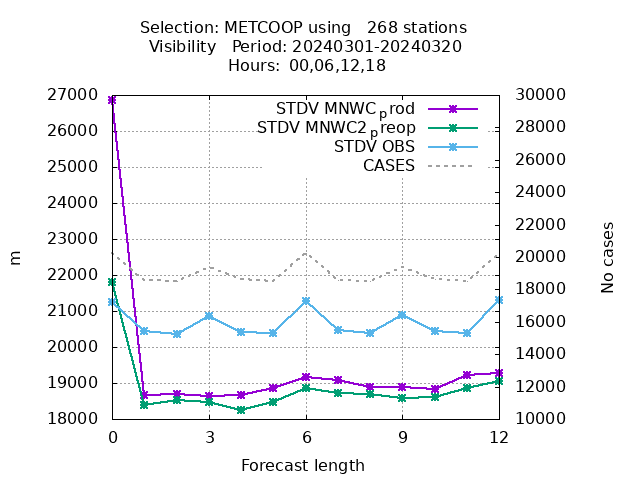 Selection: METCOOP using   268 stations
Visibility   Period: 20240301-20240320
Hours: 00,06,12,18
27000
26000
25000
24000
23000
22000
21000
20000
19000
18000
m
STDV MNWC_prod
STDV MNWC2_preop
STDV OBS
CASES
30000
28000
26000
24000
22000
20000
18000
16000
14000
12000
10000
No cases
0 3 6 9 12
Forecast length